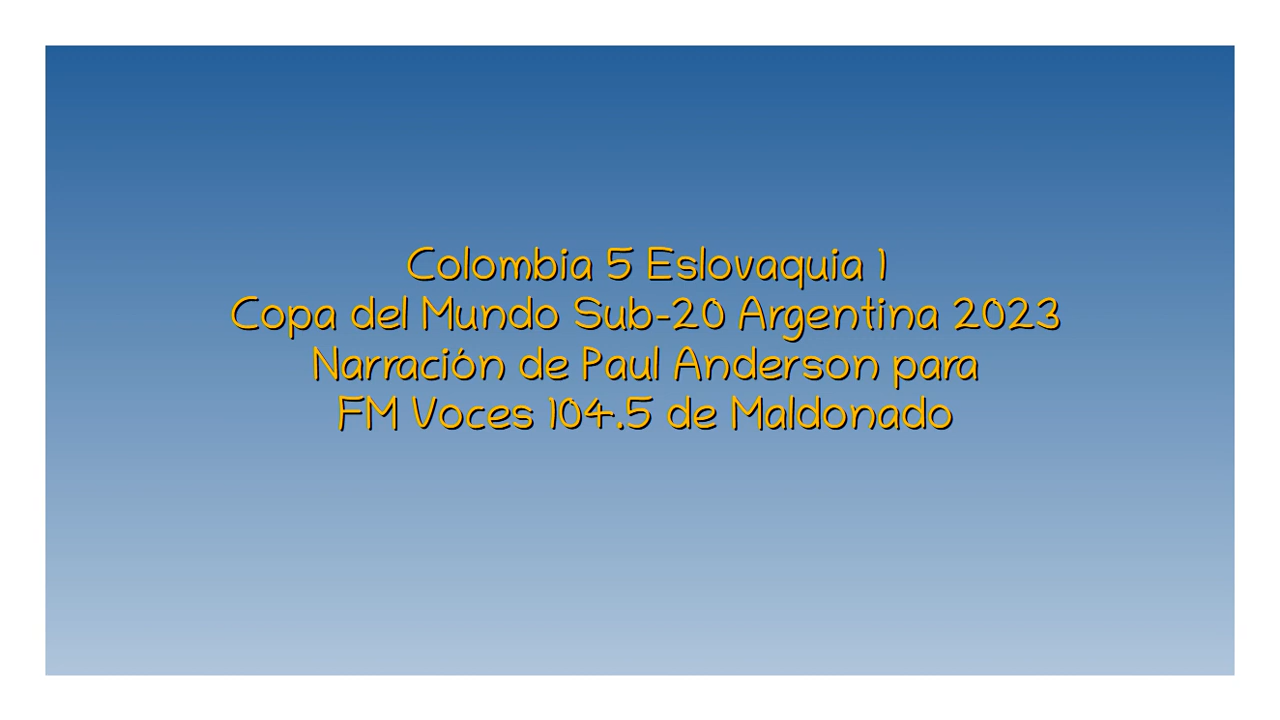 Colombia 5 Eslovaquia 1
Copa del Mundo Sub-20 Argentina 2023
Narración de Paul Anderson para
FM Voces 104.5 de Maldonado